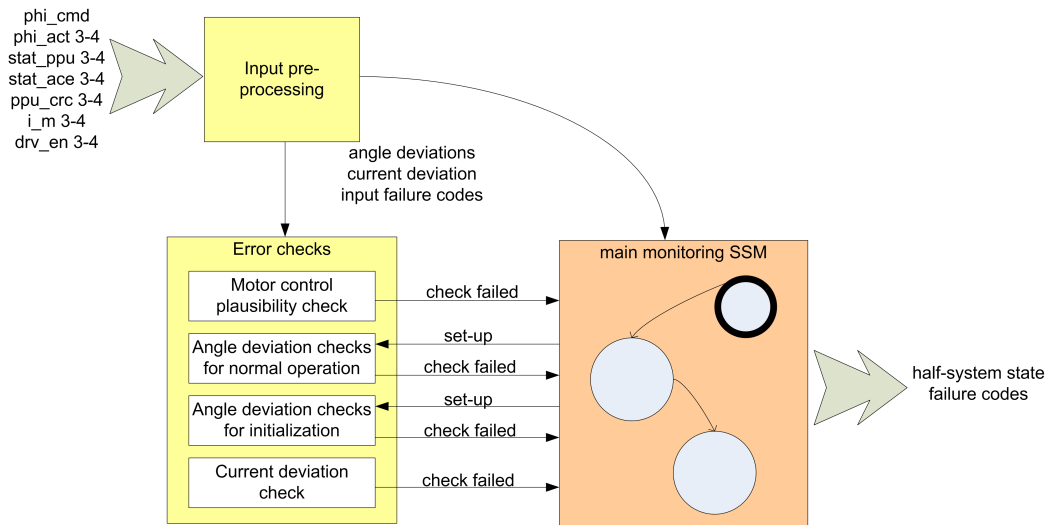 phi_cmd
phi_act 3-4
stat_ppu 3-4
stat_ace 3-4
ppu_crc 3-4
i_m 3-4
drv_en 3-4
Input pre-
processing
angle deviations
current deviation
input failure codes
Error checks
Motor control
plausibility check
Angle deviation checks
for normal operation
Angle deviation checks
for initialization
Current deviation
check
check failed
set-up
check failed
set-up
check failed
check failed
main monitoring SSM
half-system state
failure codes